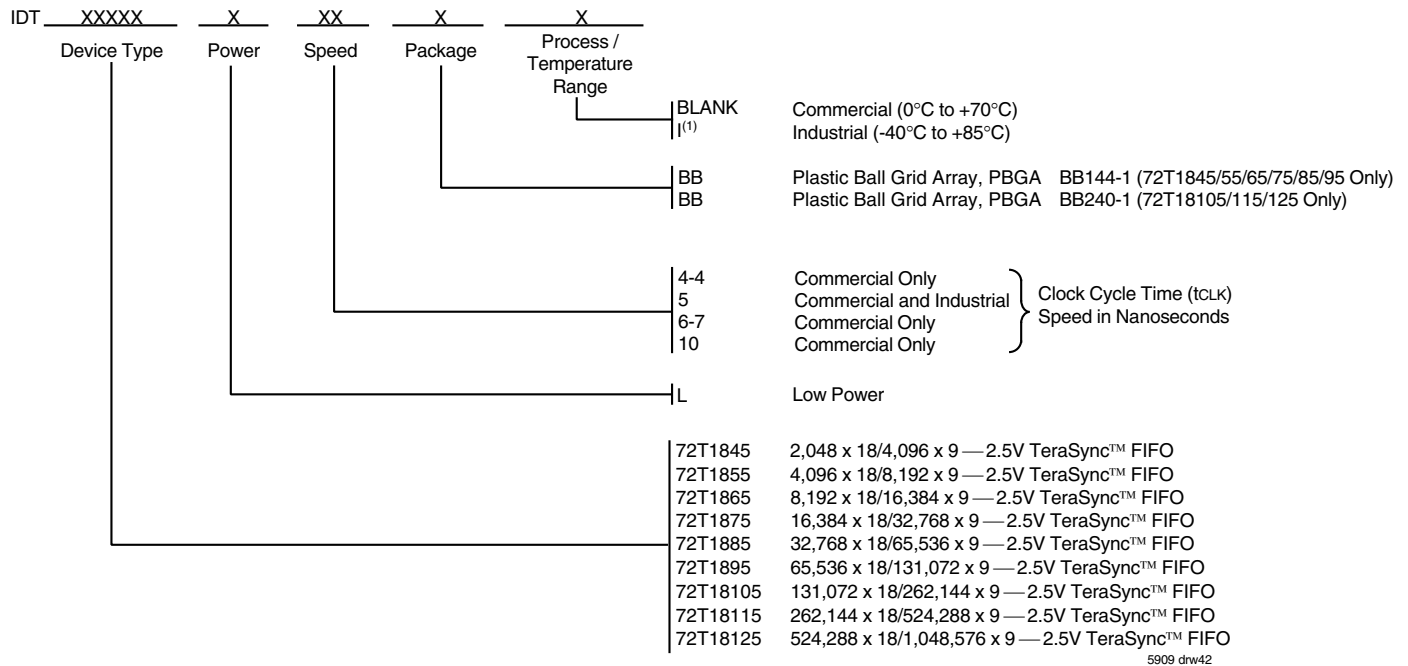 IDT XXXXX X XX X X
Device Type Power Speed Package Process /
Temperature
Range
BLANK Commercial (0°C to +70°C)
I(1) Industrial (-40°C to +85°C)
BB Plastic Ball Grid Array, PBGA BB144-1 (72T1845/55/65/75/85/95 Only)
BB Plastic Ball Grid Array, PBGA BB240-1 (72T18105/115/125 Only)
4-4 Commercial Only
5 Commercial and Industrial
6-7 Commercial Only
10 Commercial Only
Clock Cycle Time (tCLK)
Speed in Nanoseconds
L Low Power
72T1845 2,048 x 18/4,096 x 9 — 2.5V TeraSync™ FIFO
72T1855 4,096 x 18/8,192 x 9 — 2.5V TeraSync™ FIFO
72T1865 8,192 x 18/16,384 x 9 — 2.5V TeraSync™ FIFO
72T1875 16,384 x 18/32,768 x 9 — 2.5V TeraSync™ FIFO
72T1885 32,768 x 18/65,536 x 9 — 2.5V TeraSync™ FIFO
72T1895 65,536 x 18/131,072 x 9 — 2.5V TeraSync™ FIFO
72T18105 131,072 x 18/262,144 x 9 — 2.5V TeraSync™ FIFO
72T18115 262,144 x 18/524,288 x 9 — 2.5V TeraSync™ FIFO
72T18125 524,288 x 18/1,048,576 x 9 — 2.5V TeraSync™ FIFO
5909 drw42